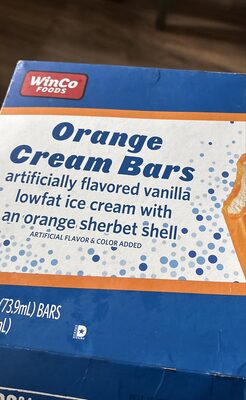 WinCo
FOODS
Orange
Cream Bars
artificially flavored vanilla
lowfat ice cream with
an orange sherbet shell
ARTIFICIAL FLAVOR & COLOR ADDED
/73.9mL) BARS
mL)
D